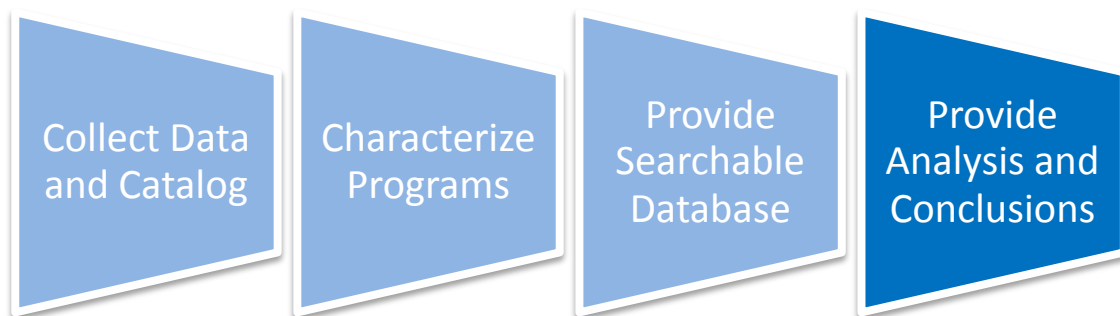 Collect Data
and Catalog
Characterize
Programs
Provide
Searchable
Database
Provide
Analysis and
Conclusions